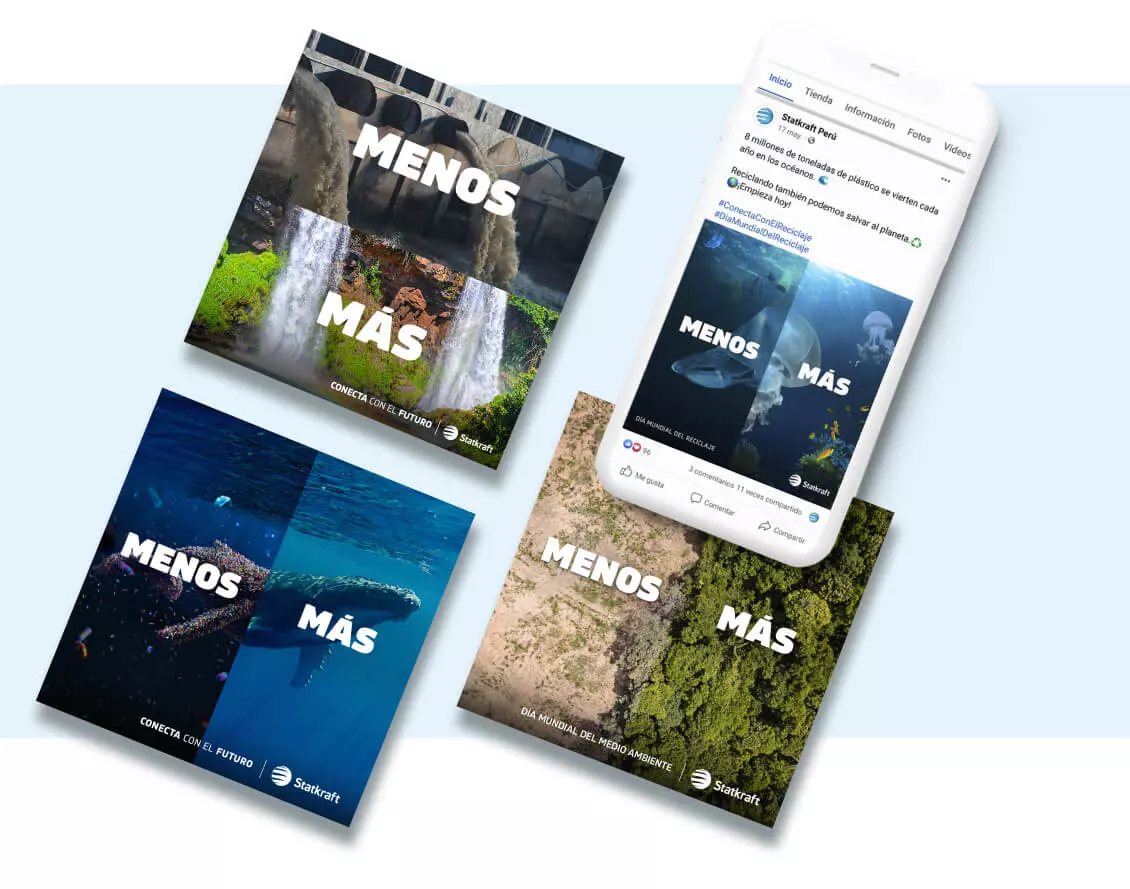 MENOS
MÁS
CONECTA CON EL FUTURO
Statkraft
Inicio
Tienda
Información
Fotos
Videos
Statkraft Perú
17 may. ·
8 millones de toneladas de plástico se vierten cada
año en los océanos.
Reciclando también podemos salvar al planeta.
¡Empieza hoy!
#ConectaConElReciclaje
#DíaMundialDelReciclaje
MENOS
MÁS
DÍA MUNDIAL DEL RECICLAJE
Statkraft
96
3 comentarios 11 veces compartido
Me gusta
Comentar
Compartir
MENOS
MÁS
CONECTA CON EL FUTURO
Statkraft
MENOS
MÁS
DÍA MUNDIAL DEL MEDIO AMBIENTE
Statkraft